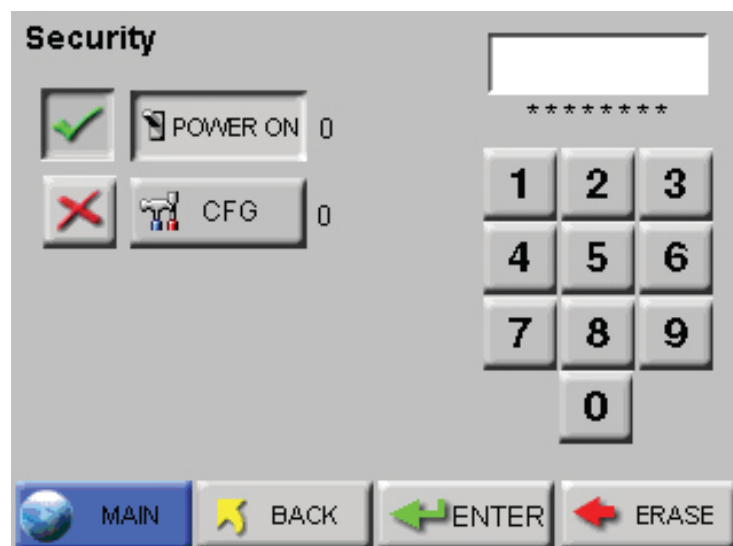 Security
********
POWER ON 0
CFG 0
1 2 3
4 5 6
7 8 9
0
MAIN BACK ENTER ERASE